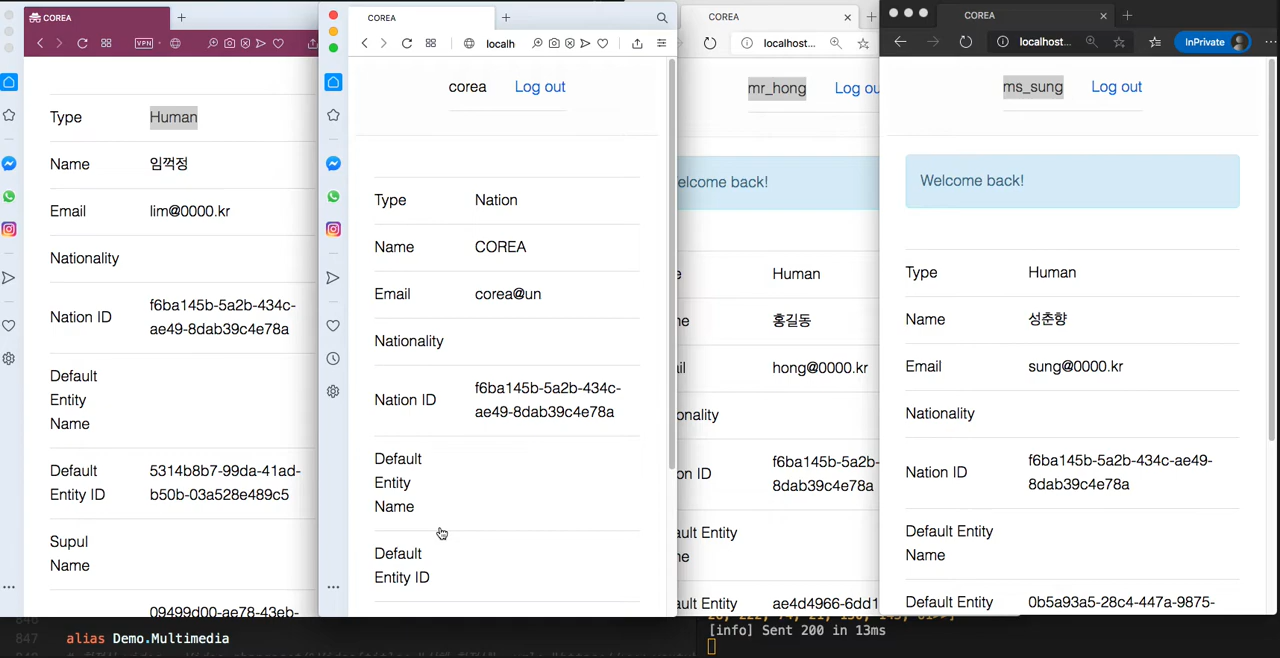 COREA
VPN
Type Human
Name 임꺽정
Email lim@0000.kr
Nationality
Nation ID f6ba145b-5a2b-434c-
ae49-8dab39c4e78a
Default
Entity
Name
Default 5314b8b7-99da-41ad-
Entity ID b50b-03a528e489c5
Supul
Name
09499d00-ae78-43eb-
COREA
localh
corea Log out
Type Nation
Name COREA
Email corea@un
Nationality
Nation ID f6ba145b-5a2b-434c-
ae49-8dab39c4e78a
Default
Entity
Name
Default
Entity ID
COREA
localhost...
mr_hong Log ou
elcome back!
e Human
me 홍길동
ail hong@0000.kr
onality
on ID f6ba145b-5a2b-
8dab39c4e78a
ault Entity
ne
ault Entity ae4d4966-6dd1
COREA
localhost... InPrivate
ms_sung Log out
Welcome back!
Type Human
Name 성춘향
Email sung@0000.kr
Nationality
Nation ID f6ba145b-5a2b-434c-ae49-
8dab39c4e78a
Default Entity
Name
Default Entity 0b5a93a5-28c4-447a-9875-
847 alias Demo.Multimedia
[info] Sent 200 in 13ms